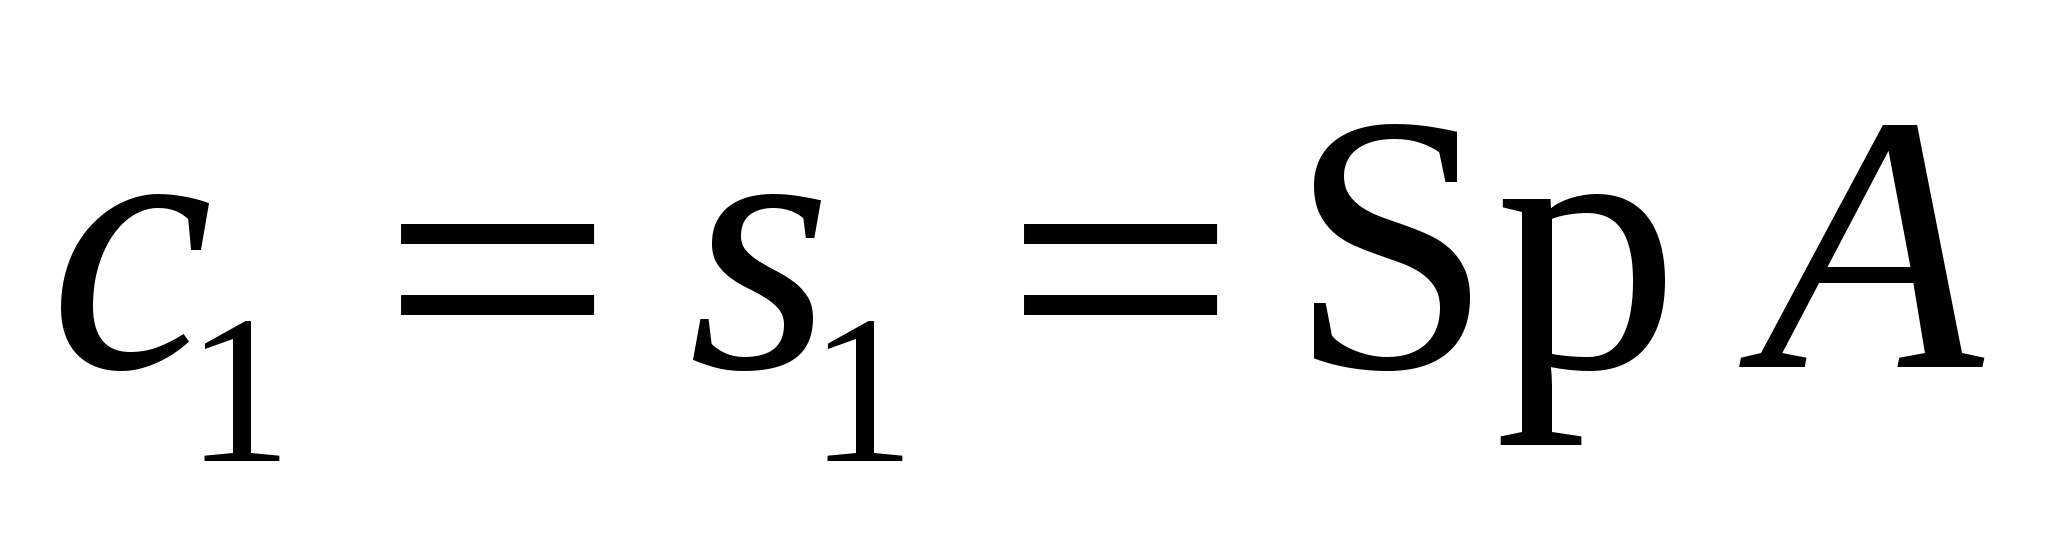 c₁ = s₁ = Sp A